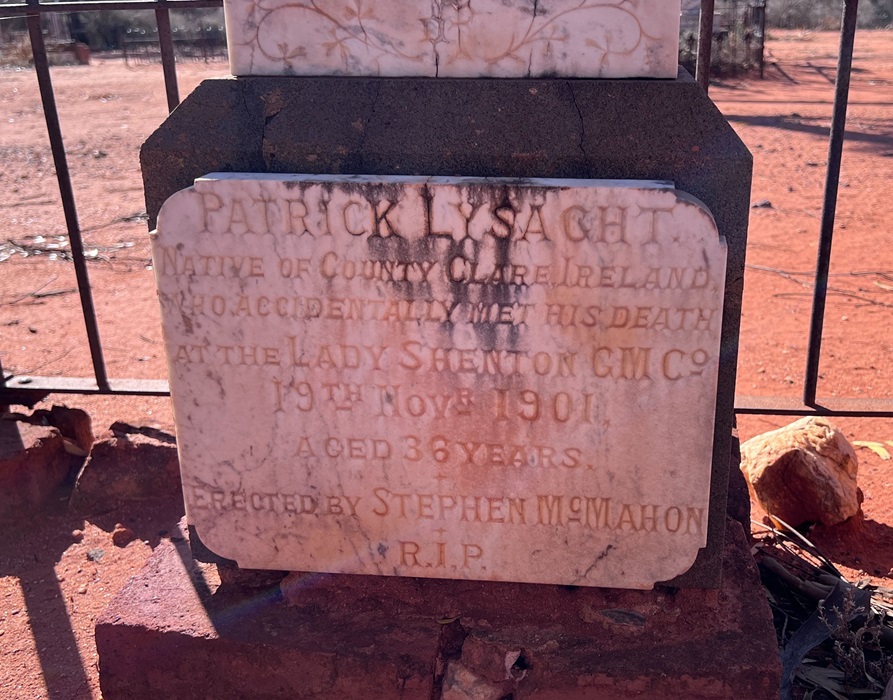 PATRICK LYSAGHT.
NATIVE OF COUNTY CLARE, IRELAND,
WHO, ACCIDENTALLY MET HIS DEATH
AT THE LADY SHENTON G.M. Cº
19TH NOVR 1901,
AGED 36 YEARS.
ERECTED BY STEPHEN McMAHON
R.I.P.